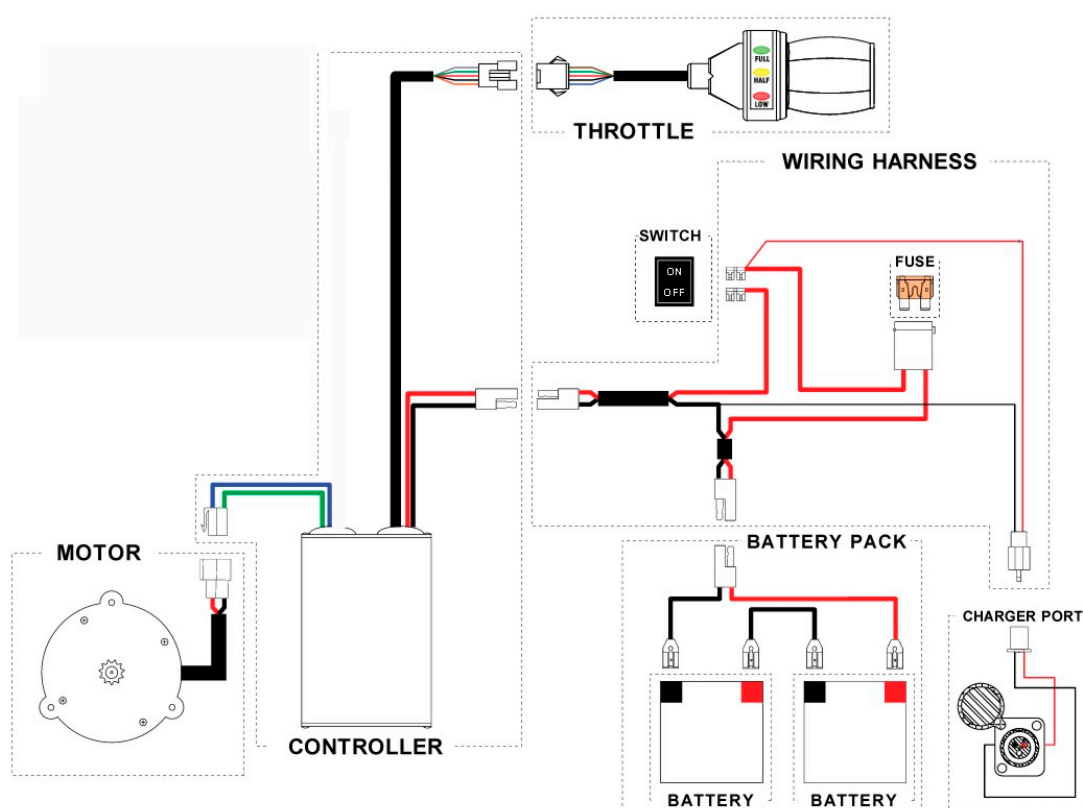 FULL
HALF
LOW
THROTTLE
WIRING HARNESS
SWITCH
ON
OFF
FUSE
MOTOR
BATTERY PACK
CHARGER PORT
CONTROLLER
BATTERY
BATTERY